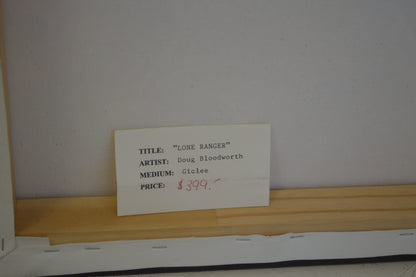 TITLE: "LONE RANGER"
ARTIST: Doug Bloodworth
MEDIUM: Giclee
PRICE: $399.-